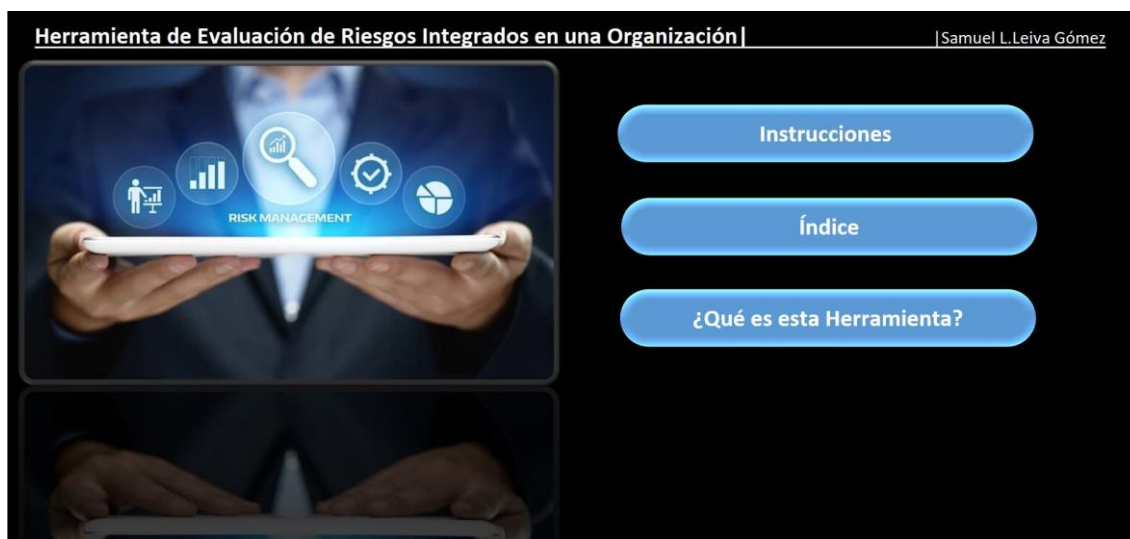 Herramienta de Evaluación de Riesgos Integrados en una Organización|
|Samuel L.Leiva Gómez
RISK MANAGEMENT
Instrucciones
Índice
¿Qué es esta Herramienta?